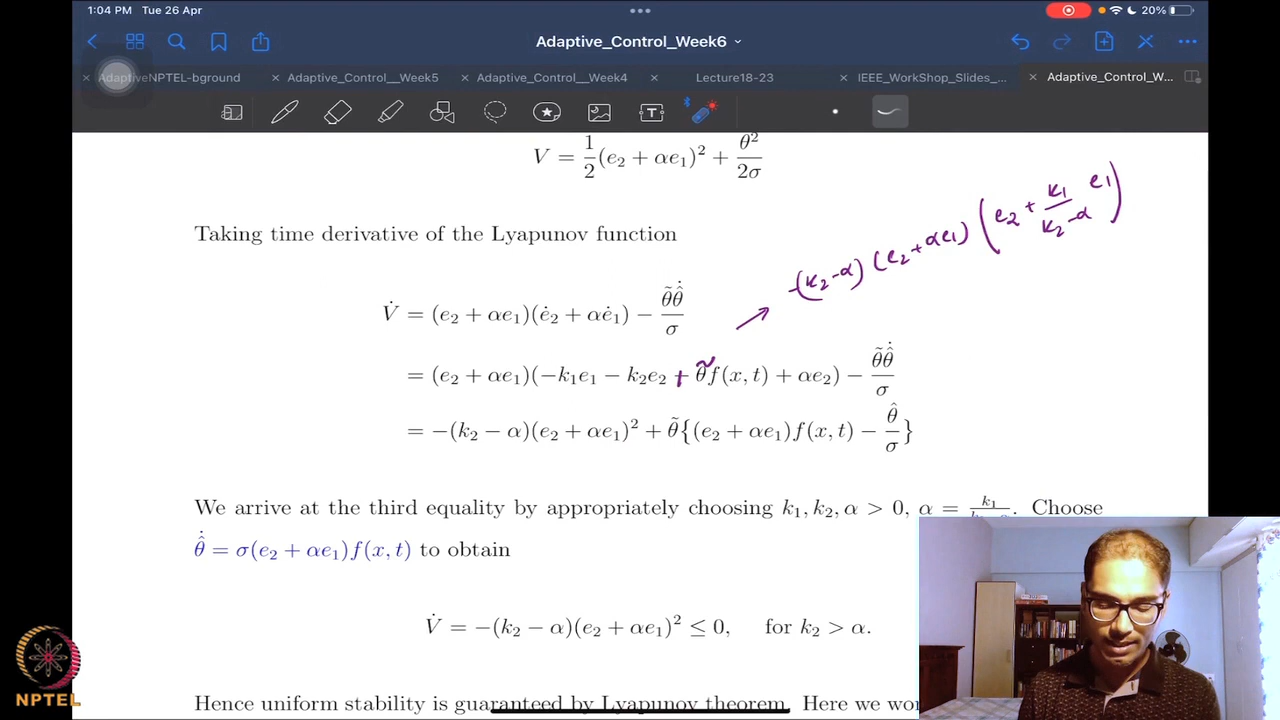 1:04 PM Tue 26 Apr
20%
Adaptive_Control_Week6
AdaptiveNPTEL-bground
Adaptive_Control__Week5
Adaptive_Control__Week4
Lecture18-23
IEEE_WorkShop_Slides_...
Adaptive_Control_W...
V = 1/2 (e₂ + αe₁)² + θ̃²/2σ
Taking time derivative of the Lyapunov function
-(k₂-α)(e₂+αe₁)(e₂ + k₁/k₂-α e₁)
V̇ = (e₂ + αe₁)(ė₂ + αė₁) − θ̃θ̂̇/σ
= (e₂ + αe₁)(−k₁e₁ − k₂e₂ + θ̃f(x, t) + αe₂) − θ̃θ̂̇/σ
= −(k₂ − α)(e₂ + αe₁)² + θ̃{(e₂ + αe₁)f(x, t) − θ̂̇/σ}
We arrive at the third equality by appropriately choosing k₁, k₂, α > 0, α = k₁/k₂−α. Choose
θ̂̇ = σ(e₂ + αe₁)f(x, t) to obtain
V̇ = −(k₂ − α)(e₂ + αe₁)² ≤ 0, for k₂ > α.
Hence uniform stability is guaranteed by Lyapunov theorem. Here we
NPTEL